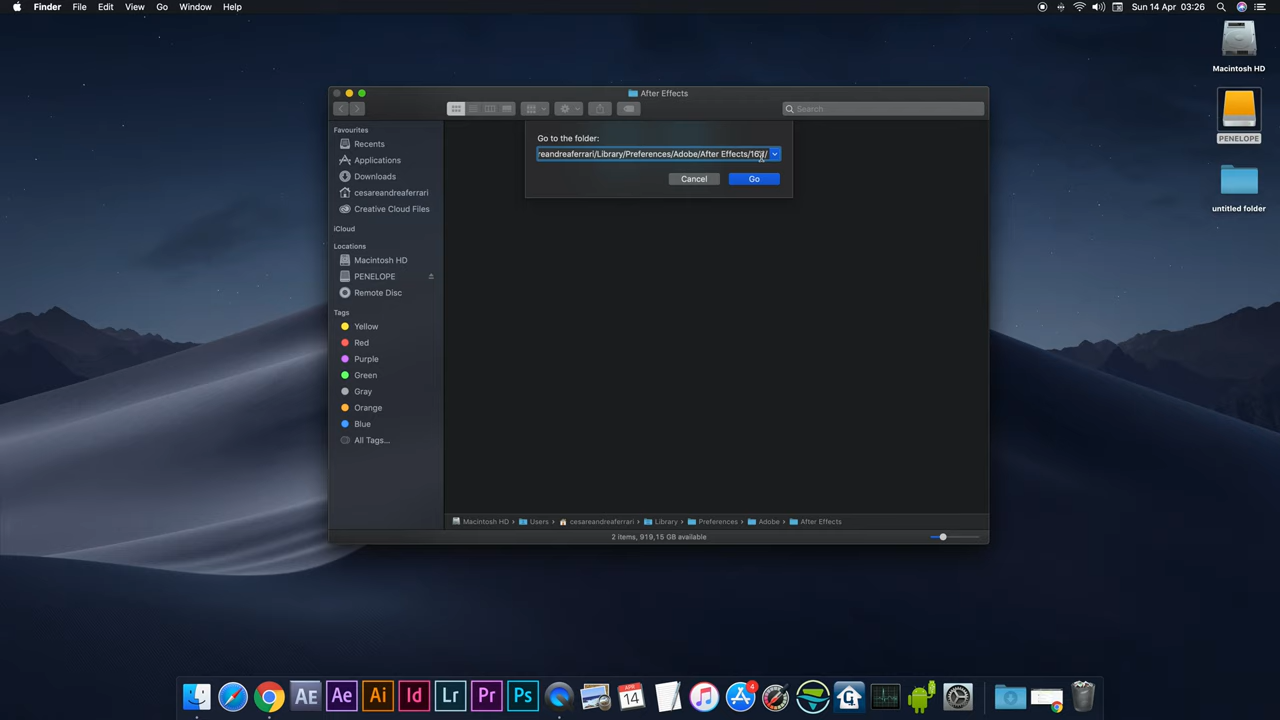 Finder File Edit View Go Window Help
Sun 14 Apr 03:26
Macintosh HD
PENELOPE
untitled folder
After Effects
Search
Go to the folder:
reandreaferrari/Library/Preferences/Adobe/After Effects/
Cancel Go
Favourites
Recents
Applications
Downloads
cesareandreaferrari
Creative Cloud Files
iCloud
Locations
Macintosh HD
PENELOPE
Remote Disc
Tags
Yellow
Red
Purple
Green
Gray
Orange
Blue
All Tags...
Macintosh HD Users cesareandreaferrari Library Preferences Adobe After Effects
2 items, 919,15 GB available
AE Ae Ai Id Lr Pr Ps APR 14 4